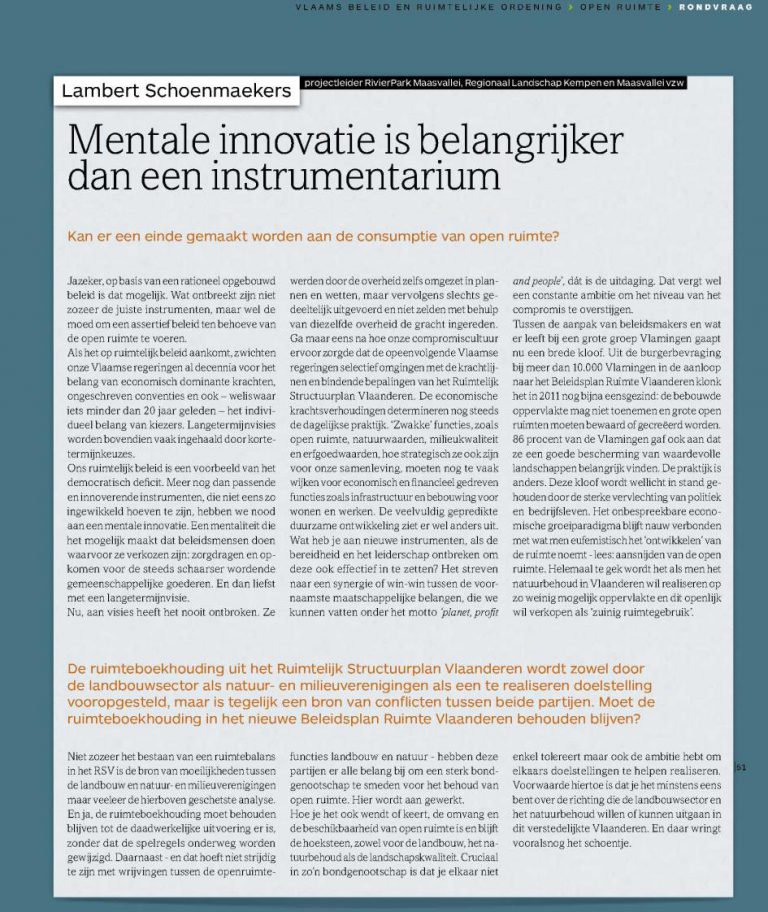 VLAAMS BELEID EN RUIMTELIJKE ORDENING > OPEN RUIMTE > RONDVRAAG
Lambert Schoenmaekers
projectleider RivierPark Maasvallei, Regionaal Landschap Kempen en Maasvallei vzw
Mentale innovatie is belangrijker
dan een instrumentarium
Kan er een einde gemaakt worden aan de consumptie van open ruimte?
Jazeker, op basis van een rationeel opgebouwd
beleid is dat mogelijk. Wat ontbreekt zijn niet
zozeer de juiste instrumenten, maar wel de
moed om een assertief beleid ten behoeve van
de open ruimte te voeren.
Als het op ruimtelijk beleid aankomt, zwichten
onze Vlaamse regeringen al decennia voor het
belang van economisch dominante krachten,
ongeschreven conventies en ook – weliswaar
iets minder dan 20 jaar geleden – het indivi-
dueel belang van kiezers. Langetermijnvisies
worden bovendien vaak ingehaald door korte-
termijnkeuzes.
Ons ruimtelijk beleid is een voorbeeld van het
democratisch deficit. Meer nog dan passende
en innoverende instrumenten, die niet eens zo
ingewikkeld hoeven te zijn, hebben we nood
aan een mentale innovatie. Een mentaliteit die
het mogelijk maakt dat beleidsmensen doen
waarvoor ze verkozen zijn: zorgdragen en op-
komen voor de steeds schaarser wordende
gemeenschappelijke goederen. En dan liefst
met een langetermijnvisie.
Nu, aan visies heeft het nooit ontbroken. Ze
werden door de overheid zelfs omgezet in plan-
nen en wetten, maar vervolgens slechts ge-
deeltelijk uitgevoerd en niet zelden met behulp
van diezelfde overheid de gracht ingereden.
Ga maar eens na hoe onze compromiscultuur
ervoor zorgde dat de opeenvolgende Vlaamse
regeringen selectief omgingen met de krachtlij-
nen en bindende bepalingen van het Ruimtelijk
Structuurplan Vlaanderen. De economische
krachtsverhoudingen determineren nog steeds
de dagelijkse praktijk. ‘Zwakke’ functies, zoals
open ruimte, natuurwaarden, milieukwaliteit
en erfgoedwaarden, hoe strategisch ze ook zijn
voor onze samenleving, moeten nog te vaak
wijken voor economisch en financieel gedreven
functies zoals infrastructuur en bebouwing voor
wonen en werken. De veelvuldig gepredikte
duurzame ontwikkeling ziet er wel anders uit.
Wat heb je aan nieuwe instrumenten, als de
bereidheid en het leiderschap ontbreken om
deze ook effectief in te zetten? Het streven
naar een synergie of win-win tussen de voor-
naamste maatschappelijke belangen, die we
kunnen vatten onder het motto ‘planet, profit
and people’, dát is de uitdaging. Dat vergt wel
een constante ambitie om het niveau van het
compromis te overstijgen.
Tussen de aanpak van beleidsmakers en wat
er leeft bij een grote groep Vlamingen gaapt
nu een brede kloof. Uit de burgerbevraging
bij meer dan 10.000 Vlamingen in de aanloop
naar het Beleidsplan Ruimte Vlaanderen klonk
het in 2011 nog bijna eensgezind: de bebouwde
oppervlakte mag niet toenemen en grote open
ruimten moeten bewaard of gecreëerd worden.
86 procent van de Vlamingen gaf ook aan dat
ze een goede bescherming van waardevolle
landschappen belangrijk vinden. De praktijk is
anders. Deze kloof wordt wellicht in stand ge-
houden door de sterke vervlechting van politiek
en bedrijfsleven. Het onbespreekbare econo-
mische groeiparadigma blijft nauw verbonden
met wat men eufemistisch het ‘ontwikkelen’ van
de ruimte noemt - lees: aansnijden van de open
ruimte. Helemaal te gek wordt het als men het
natuurbehoud in Vlaanderen wil realiseren op
zo weinig mogelijk oppervlakte en dit openlijk
wil verkopen als ‘zuinig ruimtegebruik’.
De ruimteboekhouding uit het Ruimtelijk Structuurplan Vlaanderen wordt zowel door
de landbouwsector als natuur- en milieuverenigingen als een te realiseren doelstelling
vooropgesteld, maar is tegelijk een bron van conflicten tussen beide partijen. Moet de
ruimteboekhouding in het nieuwe Beleidsplan Ruimte Vlaanderen behouden blijven?
Niet zozeer het bestaan van een ruimtebalans
in het RSV is de bron van moeilijkheden tussen
de landbouw en natuur- en milieuverenigingen
maar veeleer de hierboven geschetste analyse.
En ja, de ruimteboekhouding moet behouden
blijven tot de daadwerkelijke uitvoering er is,
zonder dat de spelregels onderweg worden
gewijzigd. Daarnaast - en dat hoeft niet strijdig
te zijn met wrijvingen tussen de openruimte-
functies landbouw en natuur - hebben deze
partijen er alle belang bij om een sterk bond-
genootschap te smeden voor het behoud van
open ruimte. Hier wordt aan gewerkt.
Hoe je het ook wendt of keert, de omvang en
de beschikbaarheid van open ruimte is en blijft
de hoeksteen, zowel voor de landbouw, het na-
tuurbehoud als de landschapskwaliteit. Cruciaal
in zo’n bondgenootschap is dat je elkaar niet
enkel tolereert maar ook de ambitie hebt om
elkaars doelstellingen te helpen realiseren.
Voorwaarde hiertoe is dat je het minstens eens
bent over de richting die de landbouwsector en
het natuurbehoud willen of kunnen uitgaan in
dit verstedelijkte Vlaanderen. En daar wringt
vooralsnog het schoentje.
51